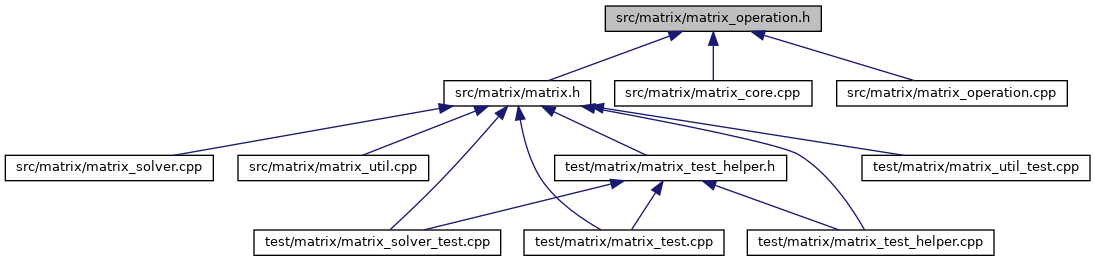 src/matrix/matrix_operation.h
src/matrix/matrix.h
src/matrix/matrix_core.cpp
src/matrix/matrix_operation.cpp
src/matrix/matrix_solver.cpp
src/matrix/matrix_util.cpp
test/matrix/matrix_test_helper.h
test/matrix/matrix_util_test.cpp
test/matrix/matrix_solver_test.cpp
test/matrix/matrix_test.cpp
test/matrix/matrix_test_helper.cpp